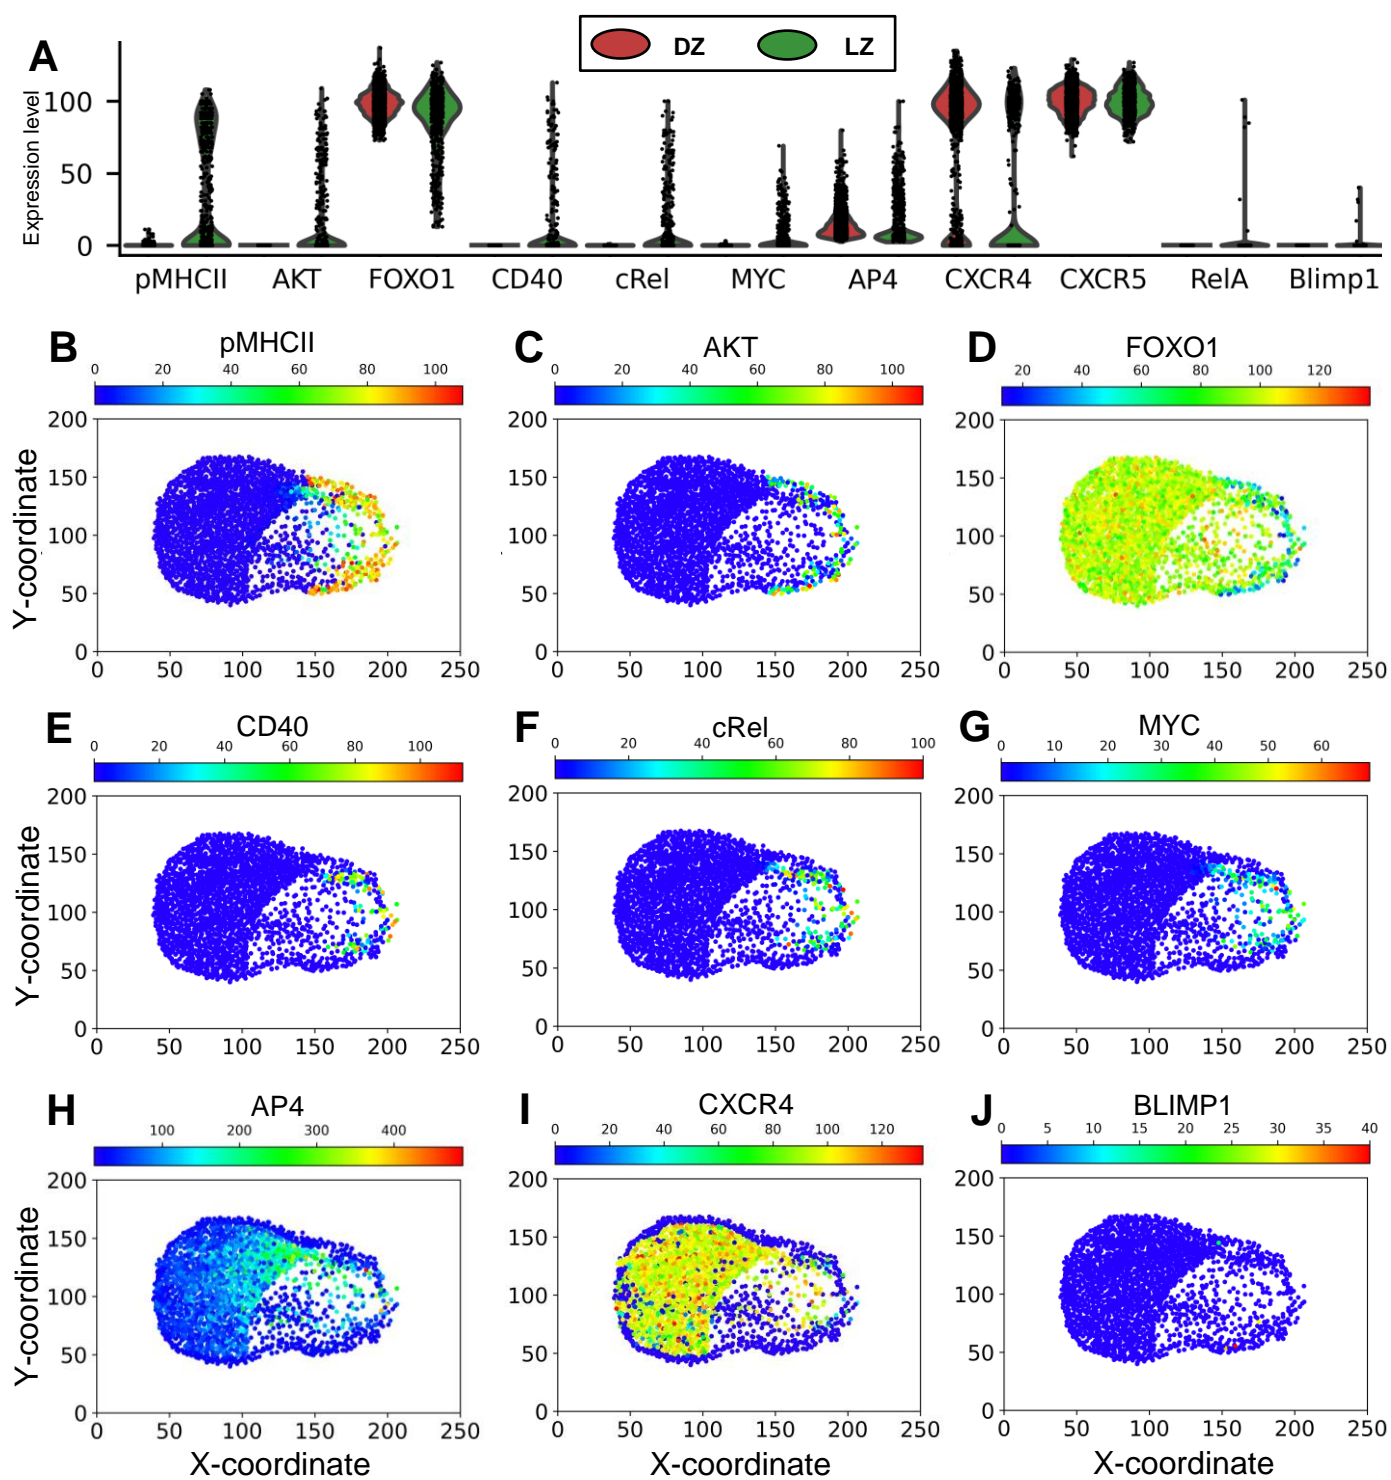 A
DZ
LZ
Expression level
100
50
0
pMHCII AKT FOXO1 CD40 cRel MYC AP4 CXCR4 CXCR5 RelA Blimp1
B
pMHCII
0 20 40 60 80 100
Y-coordinate
200
150
100
50
0
0 50 100 150 200 250
C
AKT
0 20 40 60 80 100
200
150
100
50
0
0 50 100 150 200 250
D
FOXO1
20 40 60 80 100 120
200
150
100
50
0
0 50 100 150 200 250
E
CD40
0 20 40 60 80 100
Y-coordinate
200
150
100
50
0
0 50 100 150 200 250
F
cRel
0 20 40 60 80 100
200
150
100
50
0
0 50 100 150 200 250
G
MYC
0 10 20 30 40 50 60
200
150
100
50
0
0 50 100 150 200 250
H
AP4
100 200 300 400
Y-coordinate
200
150
100
50
0
0 50 100 150 200 250
X-coordinate
I
CXCR4
0 20 40 60 80 100 120
200
150
100
50
0
0 50 100 150 200 250
X-coordinate
J
BLIMP1
0 5 10 15 20 25 30 35 40
200
150
100
50
0
0 50 100 150 200 250
X-coordinate